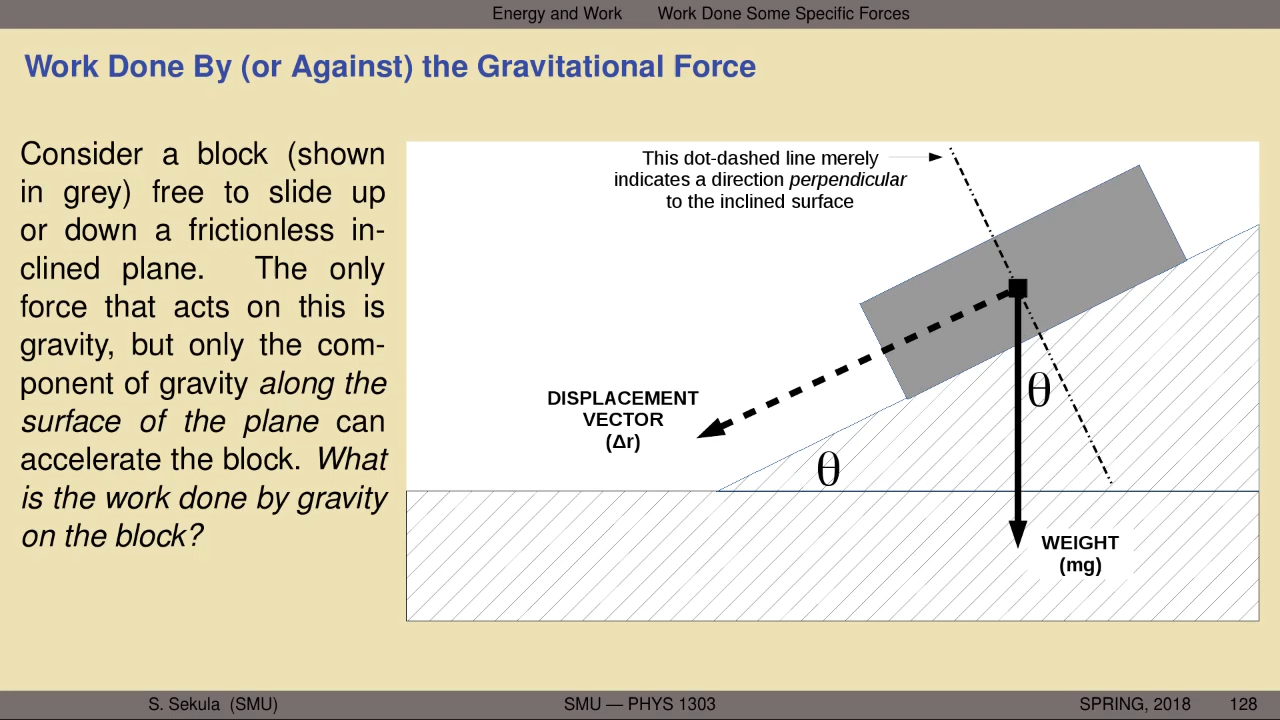 Energy and Work Work Done Some Specific Forces
Work Done By (or Against) the Gravitational Force
Consider a block (shown
in grey) free to slide up
or down a frictionless in-
clined plane. The only
force that acts on this is
gravity, but only the com-
ponent of gravity along the
surface of the plane can
accelerate the block. What
is the work done by gravity
on the block?
This dot-dashed line merely
indicates a direction perpendicular
to the inclined surface
DISPLACEMENT
VECTOR
(Δr)
θ
θ
WEIGHT
(mg)
S. Sekula (SMU) SMU — PHYS 1303 SPRING, 2018 128